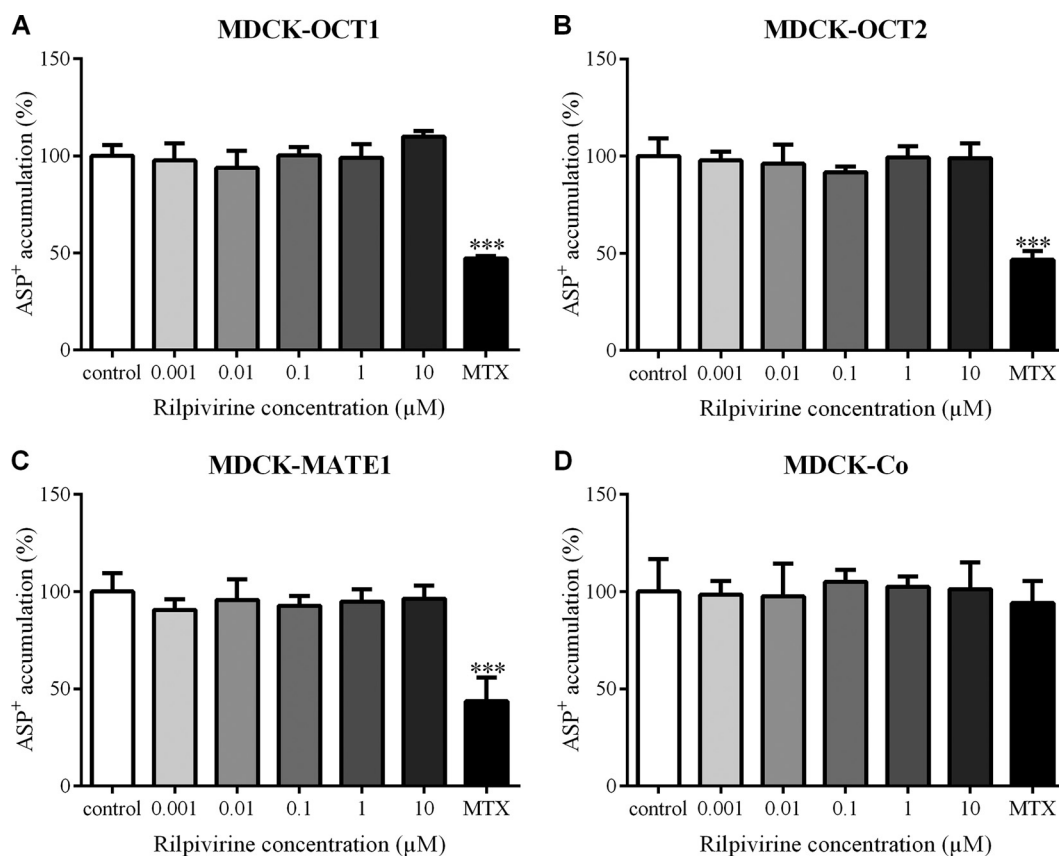 A
MDCK-OCT1
ASP+ accumulation (%)
150
100
50
0
***
control 0.001 0.01 0.1 1 10 MTX
Rilpivirine concentration (µM)
B
MDCK-OCT2
ASP+ accumulation (%)
150
100
50
0
***
control 0.001 0.01 0.1 1 10 MTX
Rilpivirine concentration (µM)
C
MDCK-MATE1
ASP+ accumulation (%)
150
100
50
0
***
control 0.001 0.01 0.1 1 10 MTX
Rilpivirine concentration (µM)
D
MDCK-Co
ASP+ accumulation (%)
150
100
50
0
control 0.001 0.01 0.1 1 10 MTX
Rilpivirine concentration (µM)